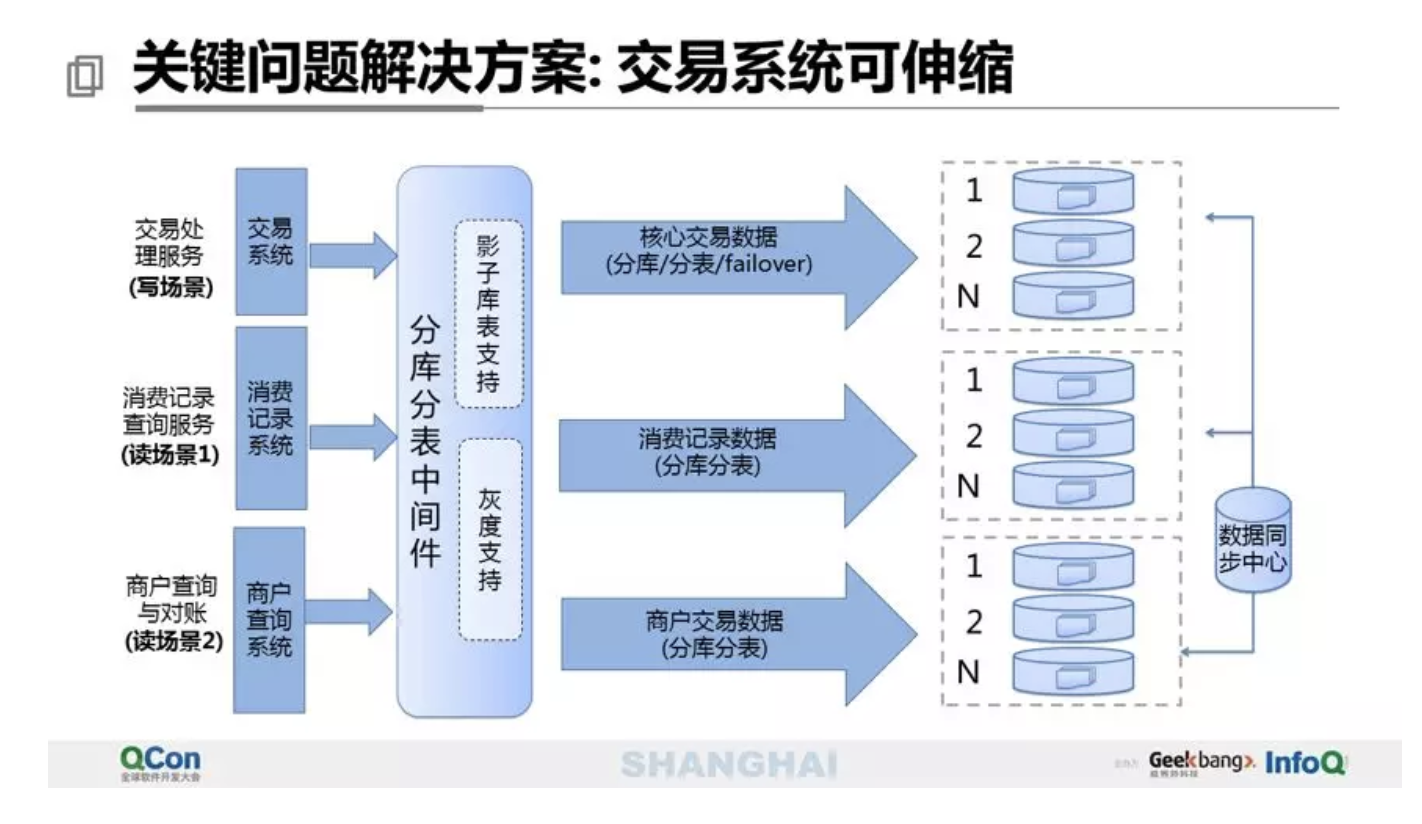 关键问题解决方案: 交易系统可伸缩
交易处
理服务
(写场景)
交易
系统
消费记录
查询服务
(读场景1)
消费
记录
系统
商户查询
与对账
(读场景2)
商户
查询
系统
分库分表中间件
影子库表支持
灰度支持
核心交易数据
(分库/分表/failover)
消费记录数据
(分库分表)
商户交易数据
(分库分表)
1
2
N
1
2
N
1
2
N
数据同
步中心
QCon
全球软件开发大会
SHANGHAI
Geekbang>.
极客邦科技
InfoQ